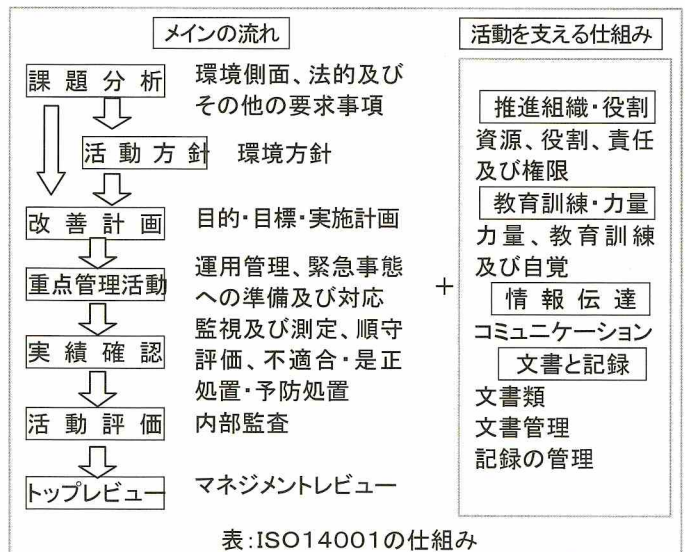 メインの流れ
課題分析 環境側面、法的及び
その他の要求事項
活動方針 環境方針
改善計画 目的・目標・実施計画
重点管理活動 運用管理、緊急事態
への準備及び対応
実績確認 監視及び測定、順守
評価、不適合・是正
処置・予防処置
活動評価 内部監査
トップレビュー マネジメントレビュー
+
活動を支える仕組み
推進組織・役割
資源、役割、責任
及び権限
教育訓練・力量
力量、教育訓練
及び自覚
情報伝達
コミュニケーション
文書と記録
文書類
文書管理
記録の管理
表:ISO14001の仕組み